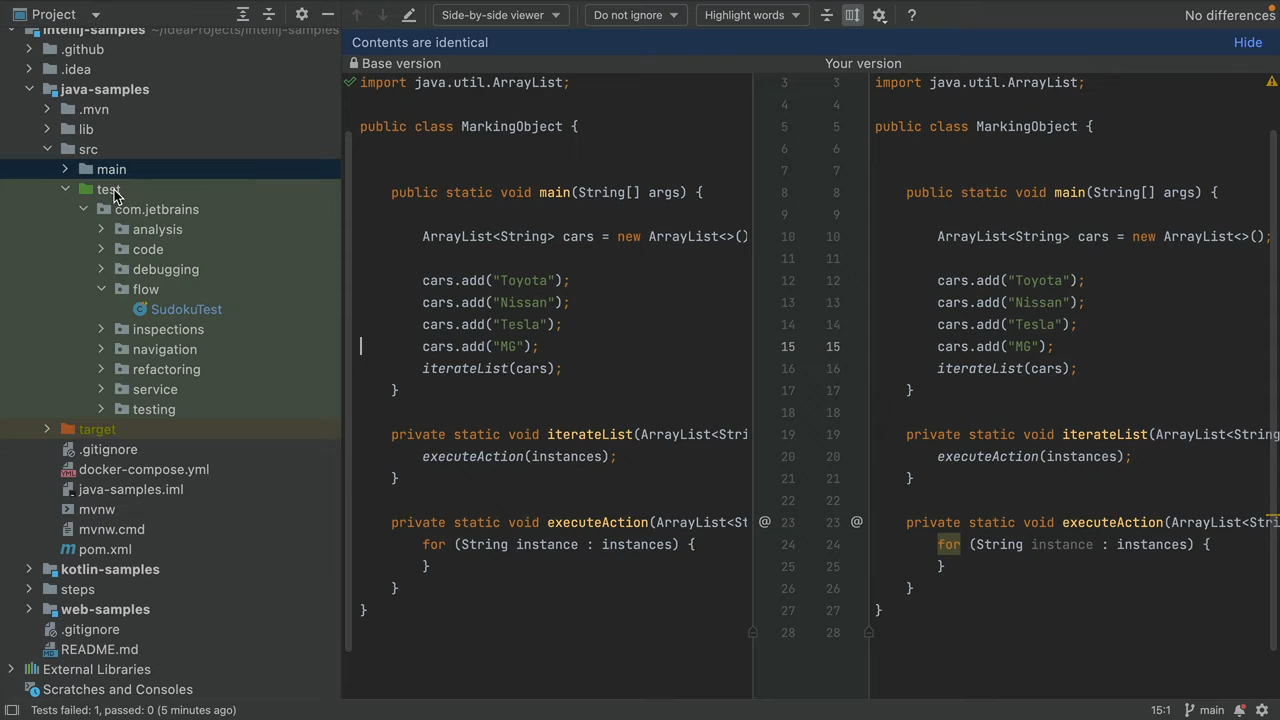 Project
Side-by-side viewer
Do not ignore
Highlight words
?
No differences
intellij-samples ~/IdeaProjects/intellij-samples
.github
.idea
java-samples
.mvn
lib
src
main
test
com.jetbrains
analysis
code
debugging
flow
SudokuTest
inspections
navigation
refactoring
service
testing
target
.gitignore
docker-compose.yml
java-samples.iml
mvnw
mvnw.cmd
pom.xml
kotlin-samples
steps
web-samples
.gitignore
README.md
External Libraries
Scratches and Consoles
Contents are identical
Hide
Base version
Your version
import java.util.ArrayList;
public class MarkingObject {
public static void main(String[] args) {
ArrayList<String> cars = new ArrayList<>()
cars.add("Toyota");
cars.add("Nissan");
cars.add("Tesla");
cars.add("MG");
iterateList(cars);
}
private static void iterateList(ArrayList<Stri
executeAction(instances);
}
private static void executeAction(ArrayList<St
for (String instance : instances) {
}
}
}
3 3
4 4
5 5
6 6
7 7
8 8
9 9
10 10
11 11
12 12
13 13
14 14
15 15
16 16
17 17
18 18
19 19
20 20
21 21
22 22
@ 23 23 @
24 24
25 25
26 26
27 27
28 28
import java.util.ArrayList;
public class MarkingObject {
public static void main(String[] args) {
ArrayList<String> cars = new ArrayList<>();
cars.add("Toyota");
cars.add("Nissan");
cars.add("Tesla");
cars.add("MG");
iterateList(cars);
}
private static void iterateList(ArrayList<String
executeAction(instances);
}
private static void executeAction(ArrayList<Stri
for (String instance : instances) {
}
}
}
Tests failed: 1, passed: 0 (5 minutes ago)
15:1
main